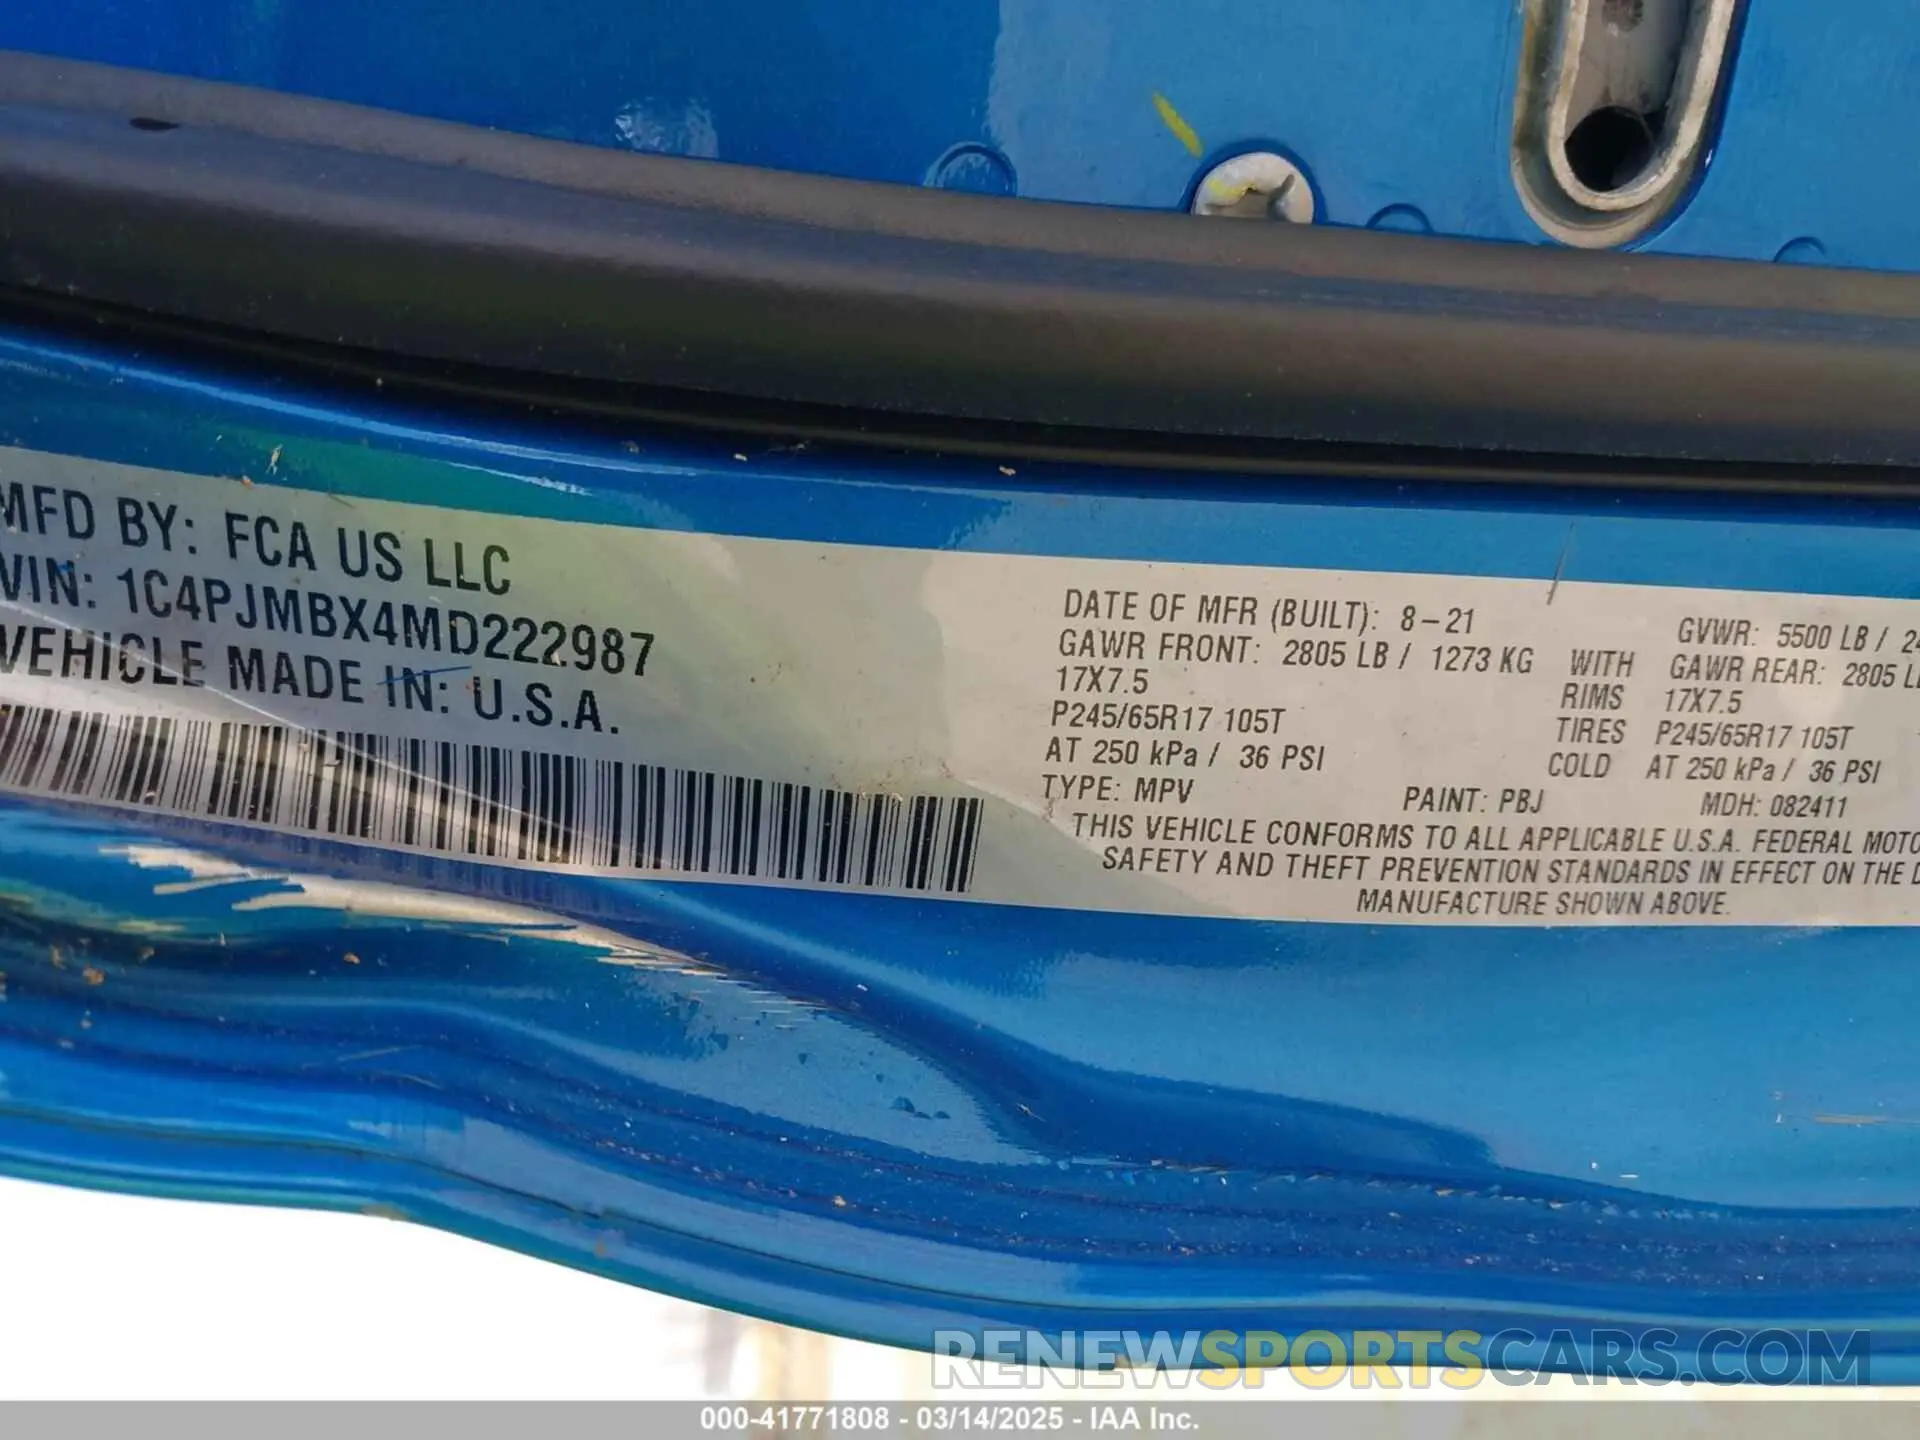 MFD BY: FCA US LLC
VIN: 1C4PJMBX4MD222987
VEHICLE MADE IN: U.S.A.
DATE OF MFR (BUILT): 8-21 GVWR: 5500 LB /
GAWR FRONT: 2805 LB / 1273 KG WITH GAWR REAR: 2805
17X7.5 RIMS 17X7.5
P245/65R17 105T TIRES P245/65R17 105T
AT 250 kPa / 36 PSI COLD AT 250 kPa / 36 PSI
TYPE: MPV PAINT: PBJ MDH: 082411
THIS VEHICLE CONFORMS TO ALL APPLICABLE U.S.A. FEDERAL MOTO
SAFETY AND THEFT PREVENTION STANDARDS IN EFFECT ON THE D
MANUFACTURE SHOWN ABOVE.
RENEWSPORTSCARS.COM
000-41771808 - 03/14/2025 - IAA Inc.